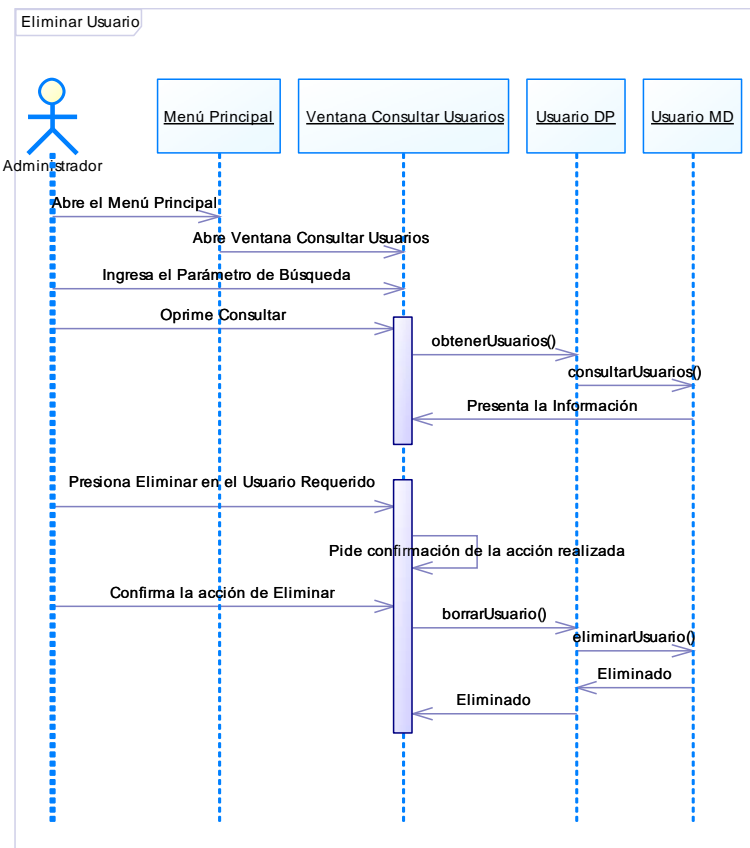 Eliminar Usuario
Menú Principal
Ventana Consultar Usuarios
Usuario DP
Usuario MD
Administrador
Abre el Menú Principal
Abre Ventana Consultar Usuarios
Ingresa el Parámetro de Búsqueda
Oprime Consultar
obtenerUsuarios()
consultarUsuarios()
Presenta la Información
Presiona Eliminar en el Usuario Requerido
Pide confirmación de la acción realizada
Confirma la acción de Eliminar
borrarUsuario()
eliminarUsuario()
Eliminado
Eliminado